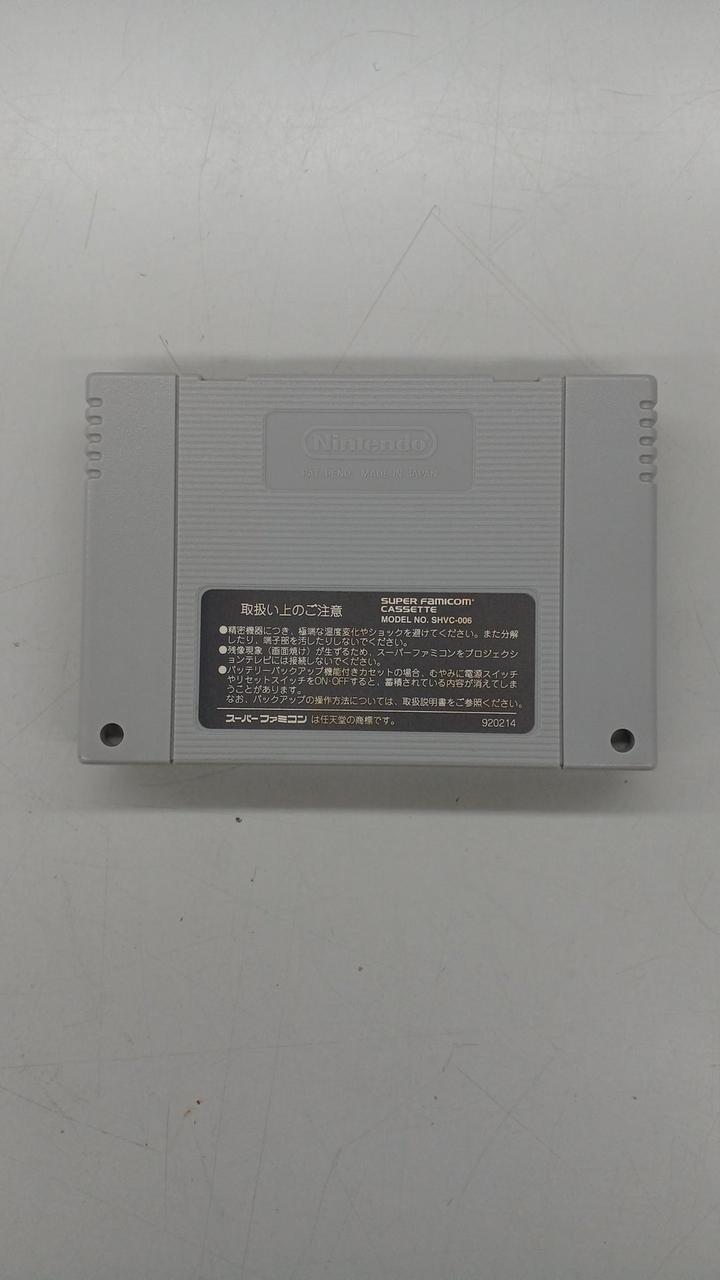 Nintendo
PAT. PEND. MADE IN JAPAN
取扱い上のご注意
SUPER FAMICOM
CASSETTE
MODEL NO. SHVC-006
●精密機器につき、極端な温度変化やショックを避けてください。また分解
したり、端子部を汚したりしないでください。
●残像現象（画面焼け）が生ずるため、スーパーファミコンをプロジェクシ
ョンテレビには接続しないでください。
●バッテリーバックアップ機能付きカセットの場合、むやみに電源スイッチ
やリセットスイッチをON·OFFすると、蓄積されている内容が消えてしま
うことがあります。
なお、バックアップの操作方法については、取扱説明書をご参照ください。
スーパーファミコン は任天堂の商標です。
920214